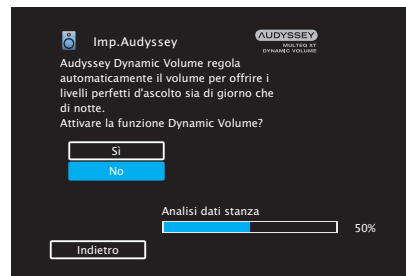 Imp.Audyssey
AUDYSSEY
MULTEQ XT
DYNAMIC VOLUME
Audyssey Dynamic Volume regola
automaticamente il volume per offrire i
livelli perfetti d'ascolto sia di giorno che
di notte.
Attivare la funzione Dynamic Volume?
Sì
No
Analisi dati stanza
50%
Indietro